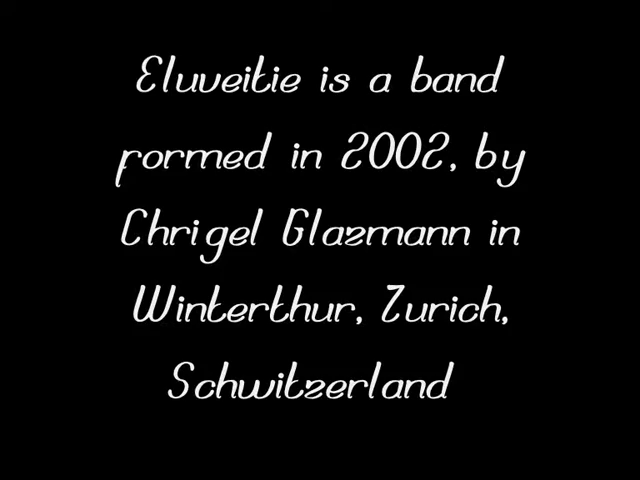 Eluveitie is a band
formed in 2002, by
Chrigel Glazmann in
Winterthur, Zurich,
Schwitzerland